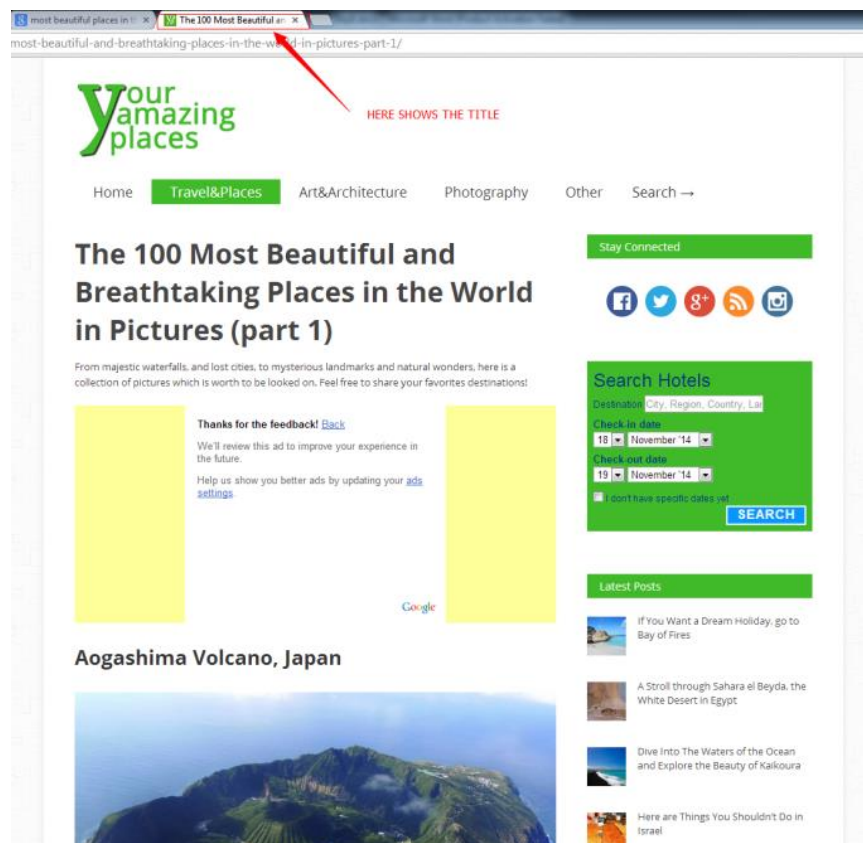 most beautiful places in t
The 100 Most Beautiful an
most-beautiful-and-breathtaking-places-in-the-world-in-pictures-part-1/
HERE SHOWS THE TITLE
your
amazing
places
Home Travel&Places Art&Architecture Photography Other Search →
The 100 Most Beautiful and
Breathtaking Places in the World
in Pictures (part 1)
From majestic waterfalls, and lost cities, to mysterious landmarks and natural wonders, here is a
collection of pictures which is worth to be looked on. Feel free to share your favorites destinations!
Thanks for the feedback! Back
We'll review this ad to improve your experience in
the future.
Help us show you better ads by updating your ads
settings.
Google
Aogashima Volcano, Japan
Stay Connected
Search Hotels
Destination City, Region, Country, Lan
Check-in date
18 November '14
Check-out date
19 November '14
I don't have specific dates yet
SEARCH
Latest Posts
If You Want a Dream Holiday, go to
Bay of Fires
A Stroll through Sahara el Beyda, the
White Desert in Egypt
Dive Into The Waters of the Ocean
and Explore the Beauty of Kaikoura
Here are Things You Shouldn't Do in
Israel